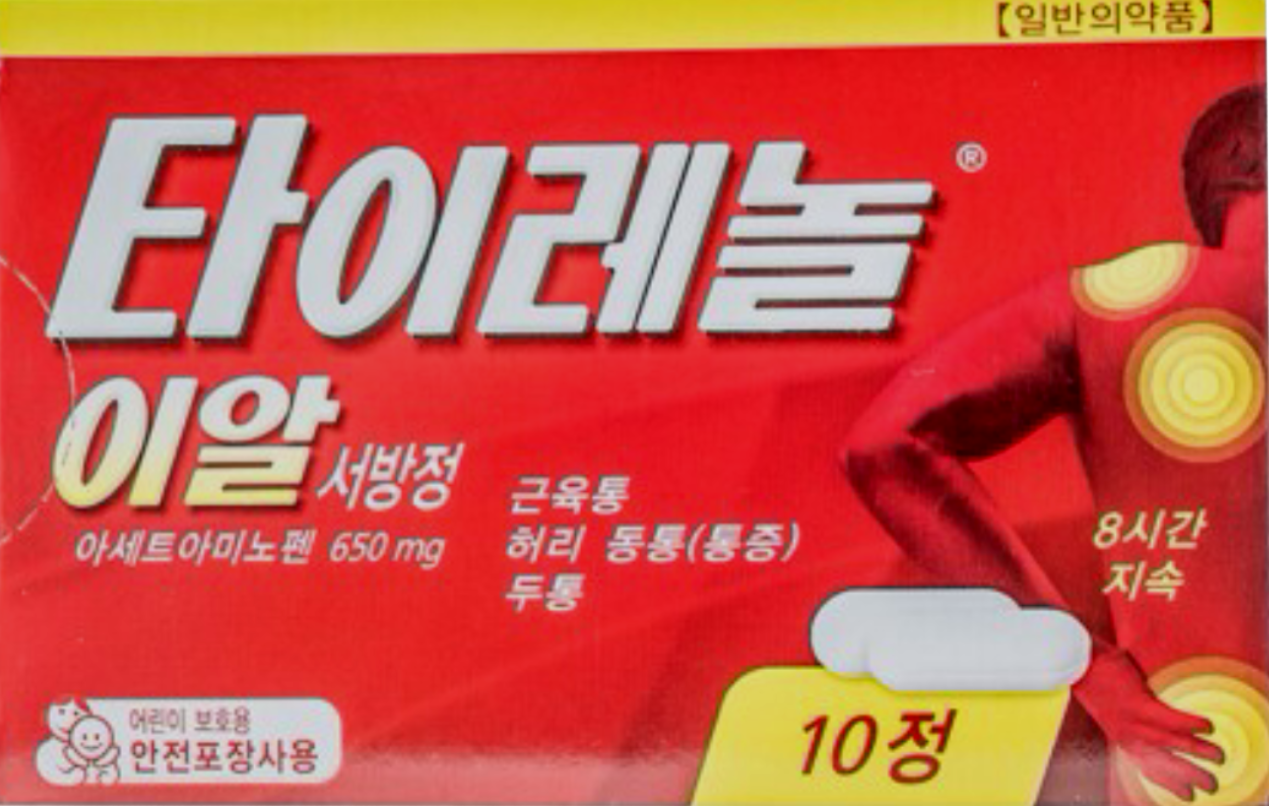 【일반의약품】
타이레놀®
이알 서방정
아세트아미노펜 650 mg
근육통
허리 동통(통증)
두통
8시간
지속
10정
어린이 보호용
안전포장사용